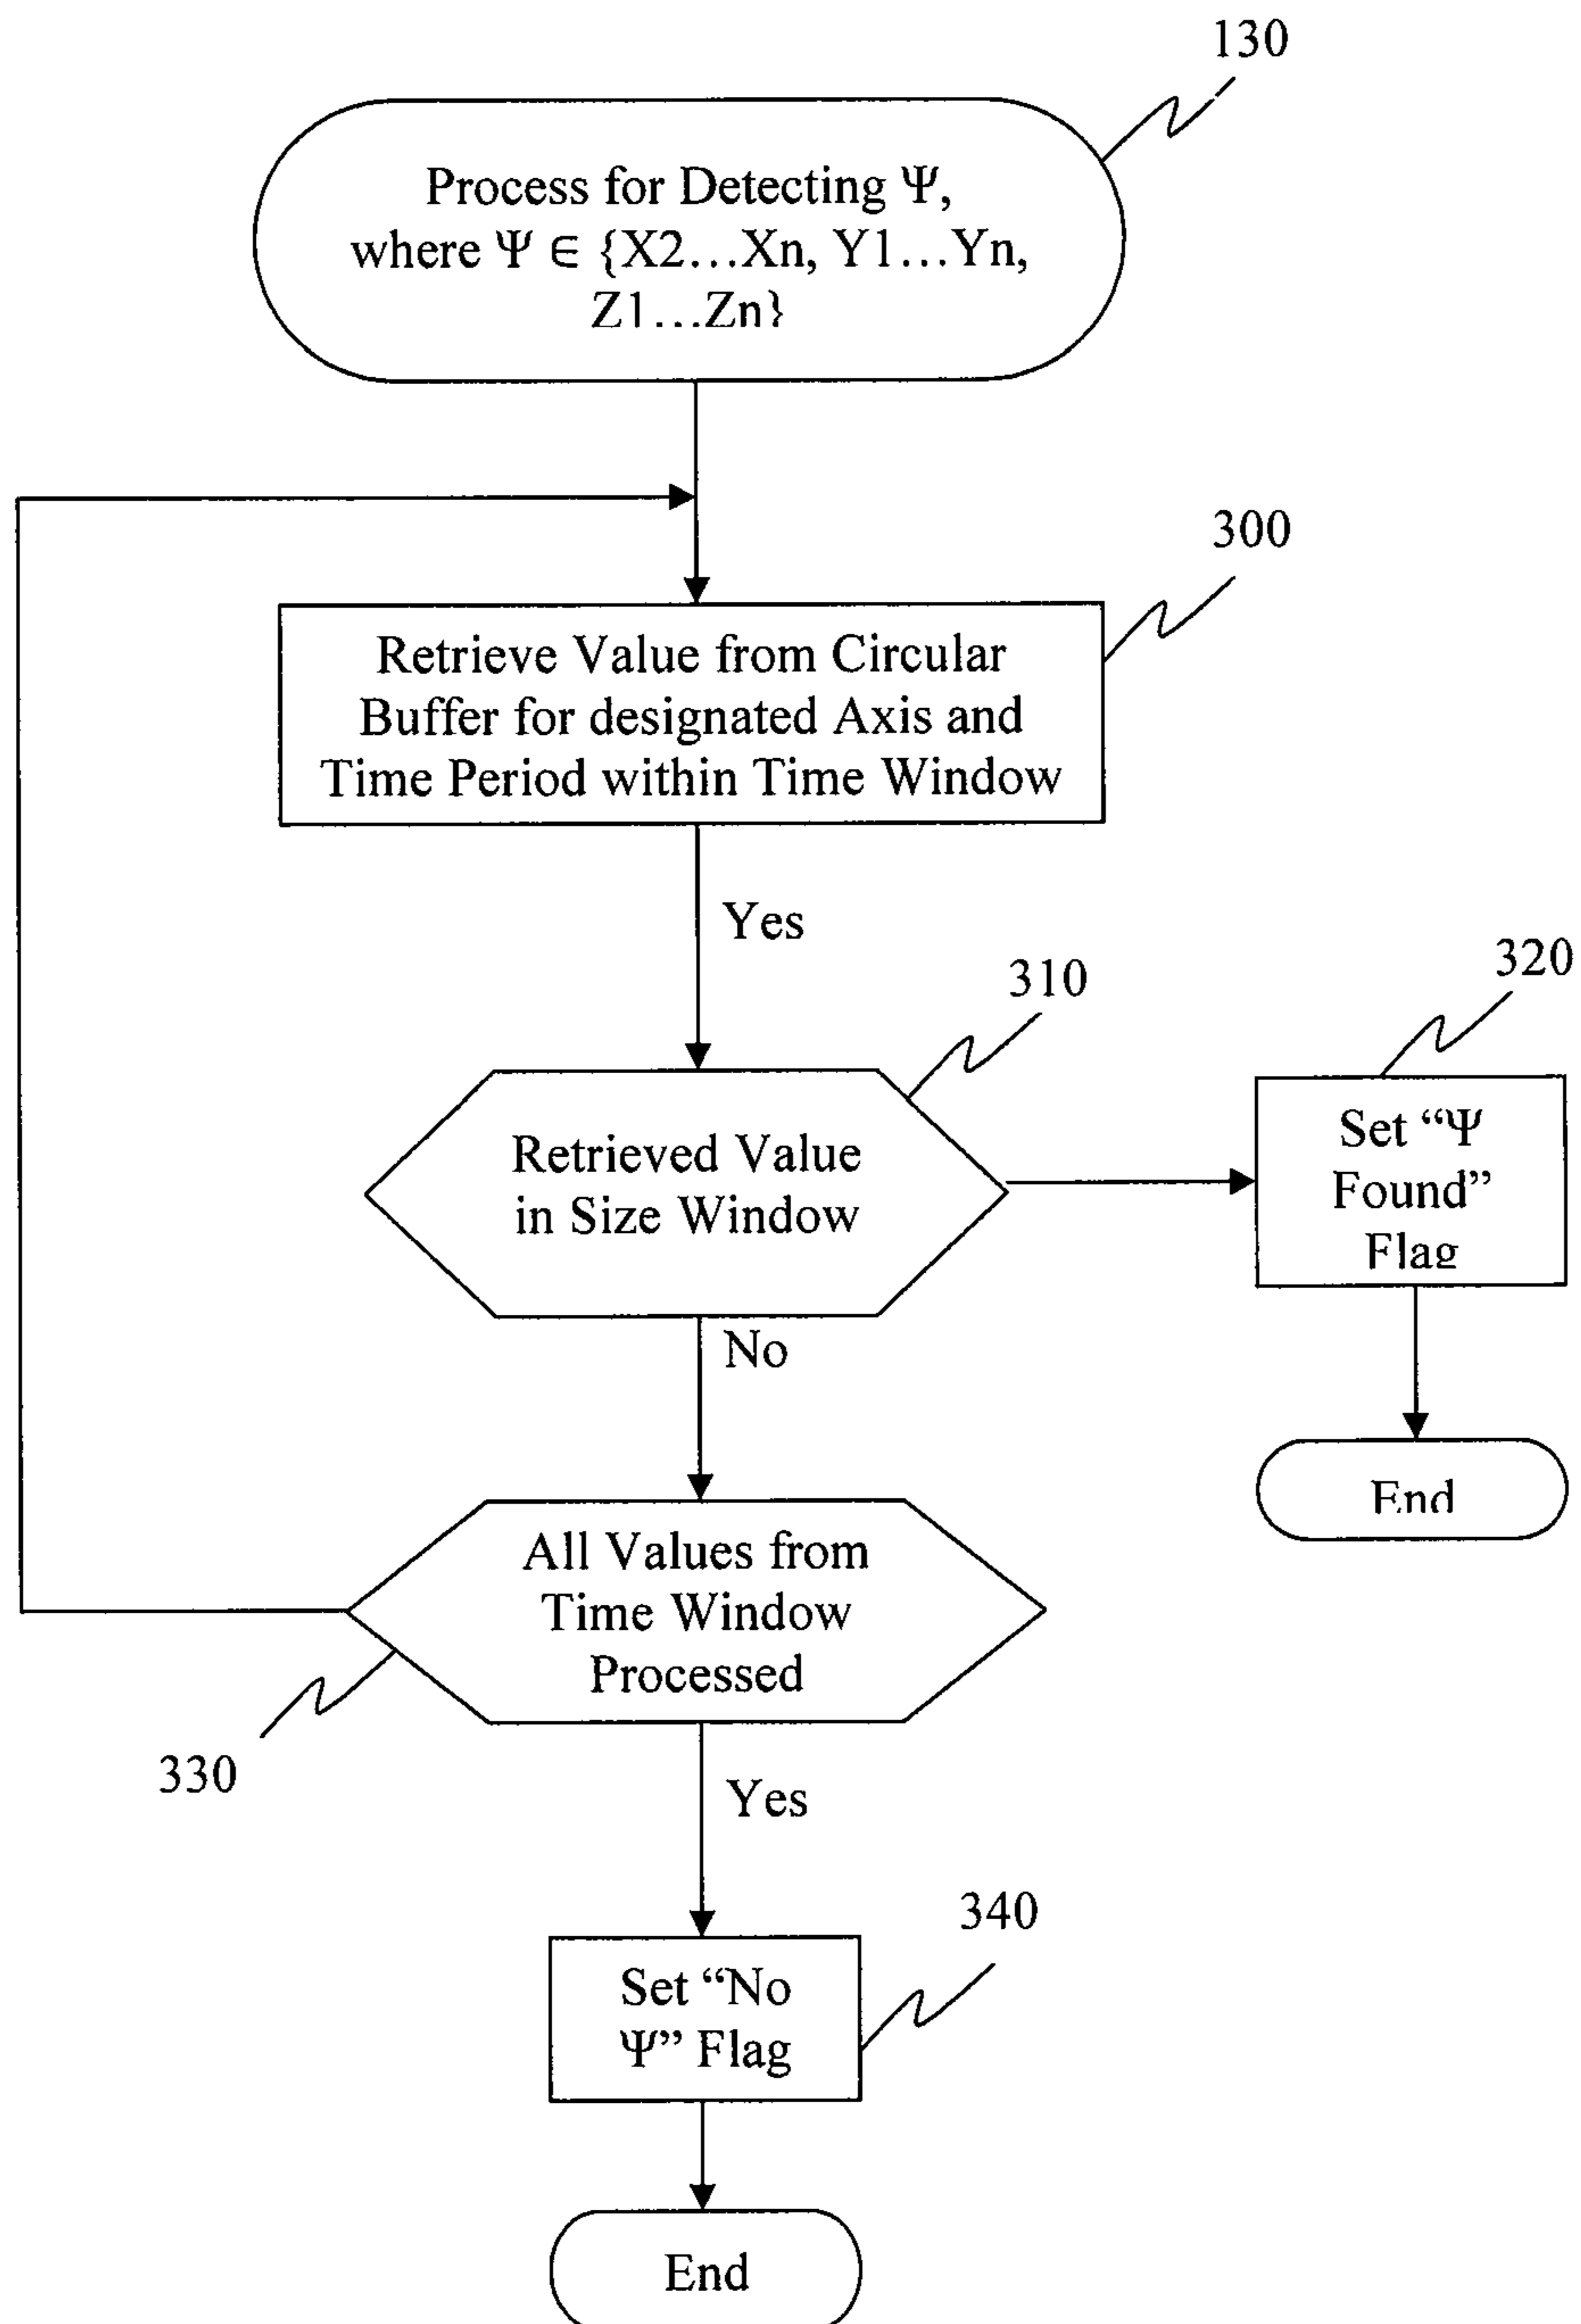 130
Process for Detecting Ψ,
where Ψ ∈ {X2…Xn, Y1…Yn,
Z1…Zn}
300
Retrieve Value from Circular
Buffer for designated Axis and
Time Period within Time Window
Yes
310
320
Retrieved Value
in Size Window
Set “Ψ
Found”
Flag
No
End
All Values from
Time Window
Processed
330
Yes
340
Set “No
Ψ” Flag
End